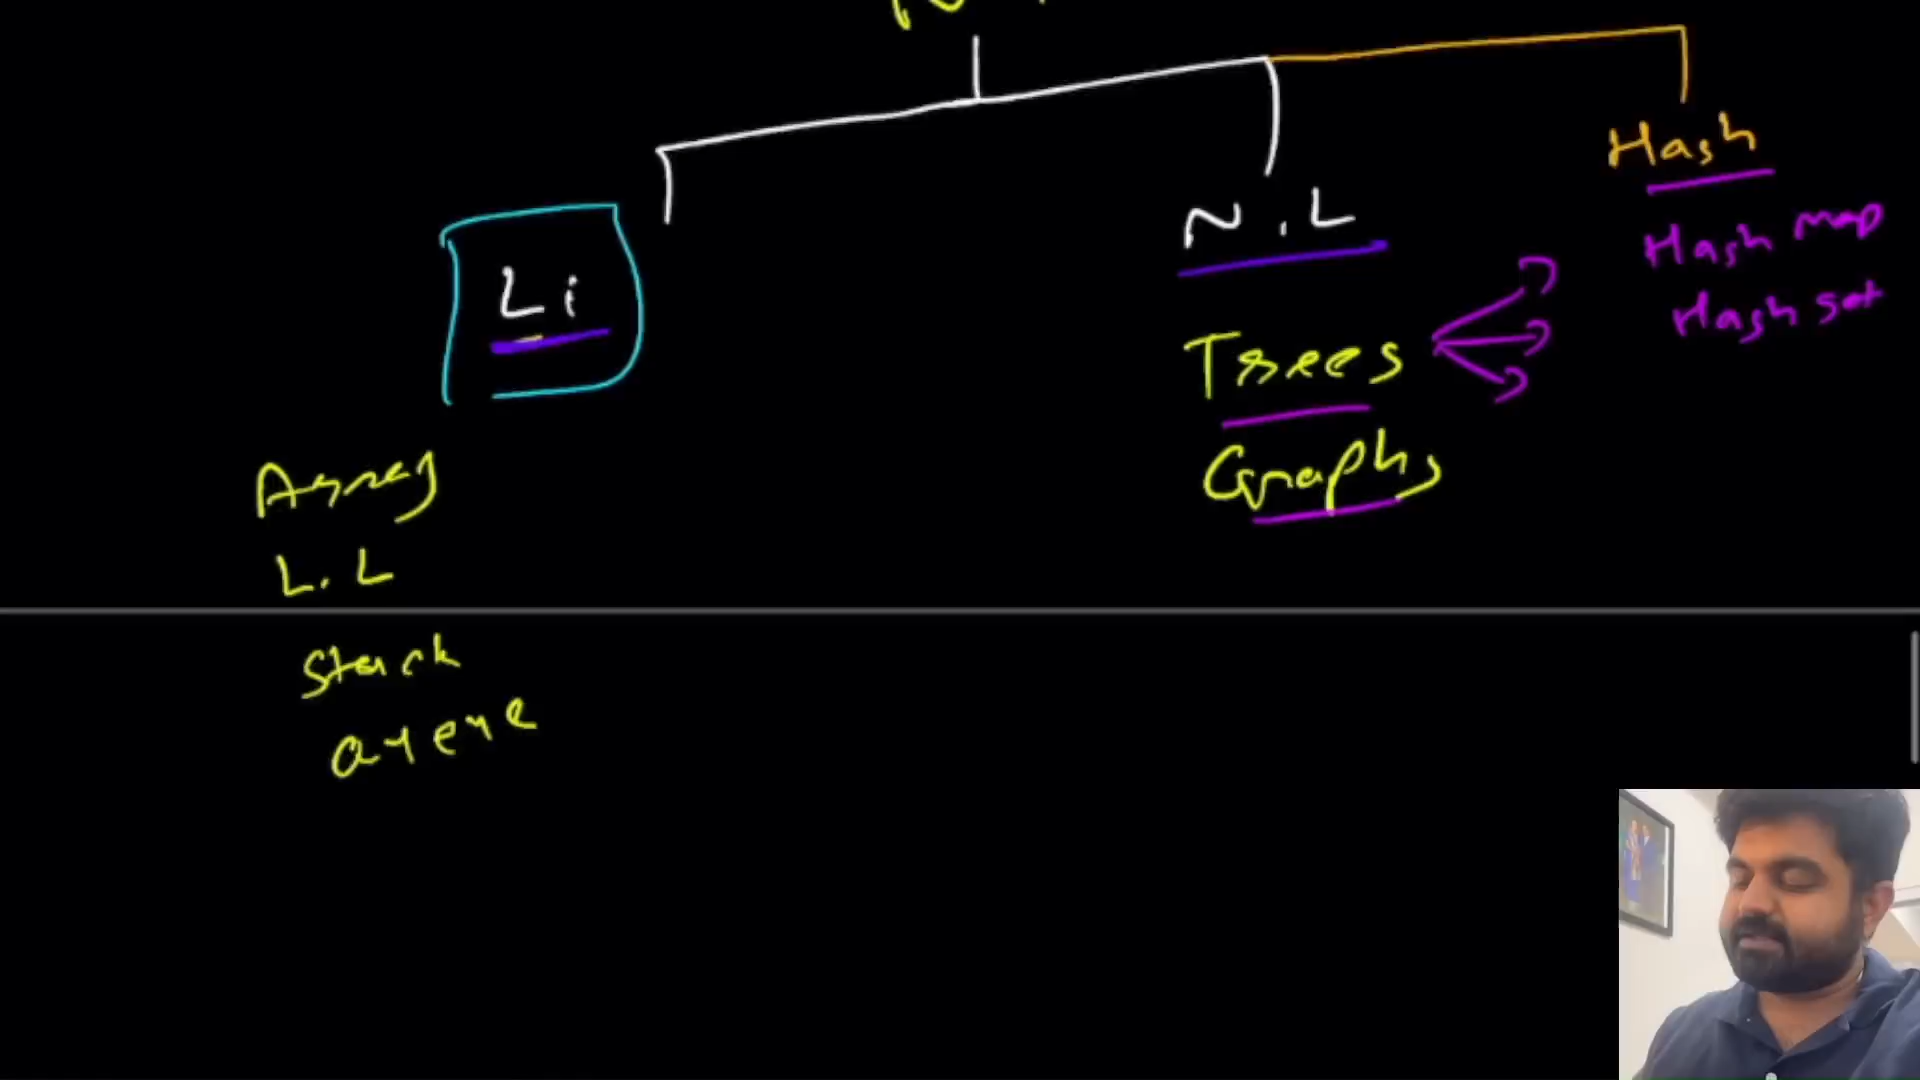 Li
Array
L.L
Stack
Queue
N.L
Trees
Graphs
Hash
Hash map
Hash set